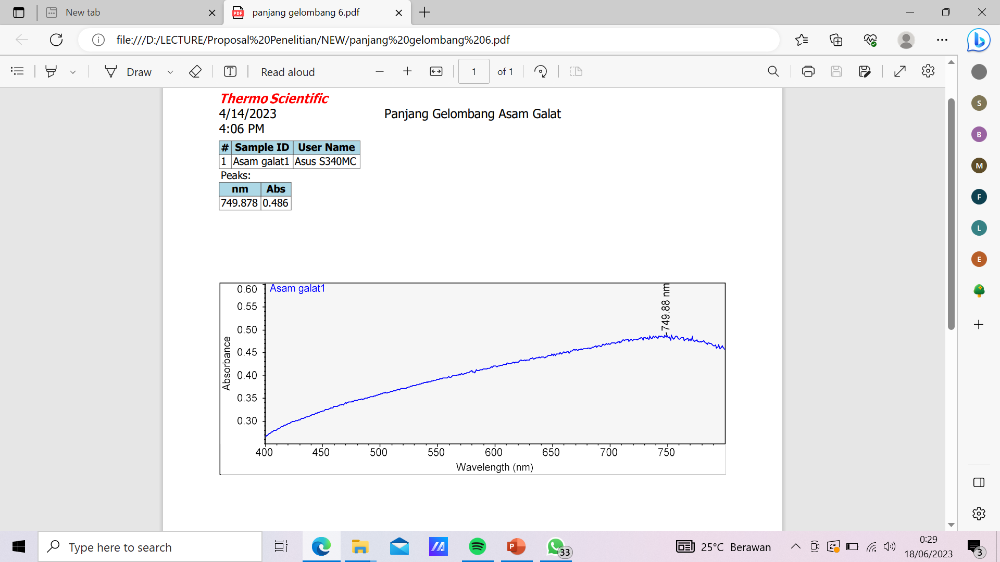 New tab
panjang gelombang 6.pdf
file:///D:/LECTURE/Proposal%20Penelitian/NEW/panjang%20gelombang%206.pdf
Draw
Read aloud
1 of 1
Thermo Scientific
4/14/2023
Panjang Gelombang Asam Galat
4:06 PM
# Sample ID User Name
1 Asam galat1 Asus S340MC
Peaks:
nm Abs
749.878 0.486
Asam galat1
749.88 nm
0.60
0.55
0.50
0.45
0.40
0.35
0.30
Absorbance
400 450 500 550 600 650 700 750
Wavelength (nm)
S
B
M
F
L
E
Type here to search
33
25°C Berawan
0:29
18/06/2023
3